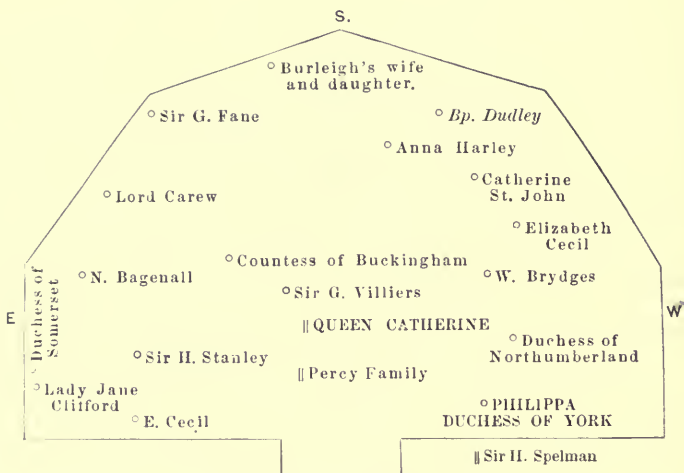 S.
Burleigh's wife
and daughter.
Sir G. Fane
Bp. Dudley
Anna Harley
Lord Carew
Catherine
St. John
Elizabeth
Cecil
Countess of Buckingham
N. Bagenall
W. Brydges
Sir G. Villiers
Duchess of
Somerset
E
W
QUEEN CATHERINE
Duchess of
Northumberland
Sir H. Stanley
Percy Family
Lady Jane
Clifford
PHILIPPA
DUCHESS OF YORK
E. Cecil
Sir H. Spelman